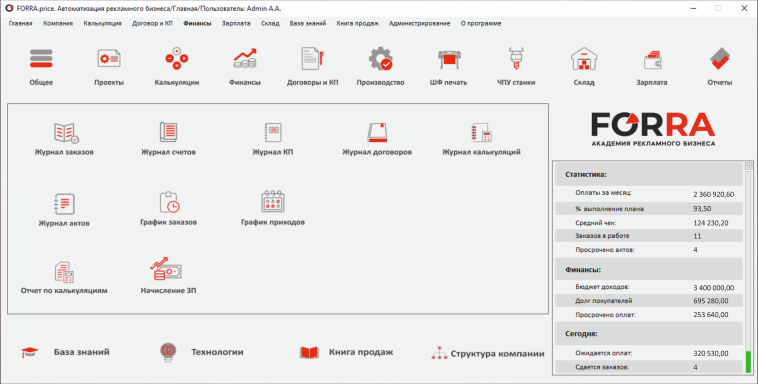 FORRA.price. Автоматизация рекламного бизнеса/Главная/Пользователь: Admin A.A.
Главная Компания Калькуляция Договор и КП Финансы Зарплата Склад База знаний Книга продаж Администрирование О программе
Общее Проекты Калькуляции Финансы Договоры и КП Производство ШФ печать ЧПУ станки Склад Зарплата Отчеты
Журнал заказов Журнал счетов Журнал КП Журнал договоров Журнал калькуляций
Журнал актов График заказов График приходов
Отчет по калькуляциям Начисление ЗП
База знаний Технологии Книга продаж Структура компании
FORRA
АКАДЕМИЯ РЕКЛАМНОГО БИЗНЕСА
Статистика:
Оплаты за месяц: 2 360 920,60
% выполнение плана 93,50
Средний чек: 124 230,20
Заказов в работе 11
Просрочено актов: 4
Финансы:
Бюджет доходов: 3 400 000,00
Долг покупателей 695 280,00
Просрочено оплат: 253 640,00
Сегодня:
Ожидается оплат: 320 530,00
Сдается заказов: 4